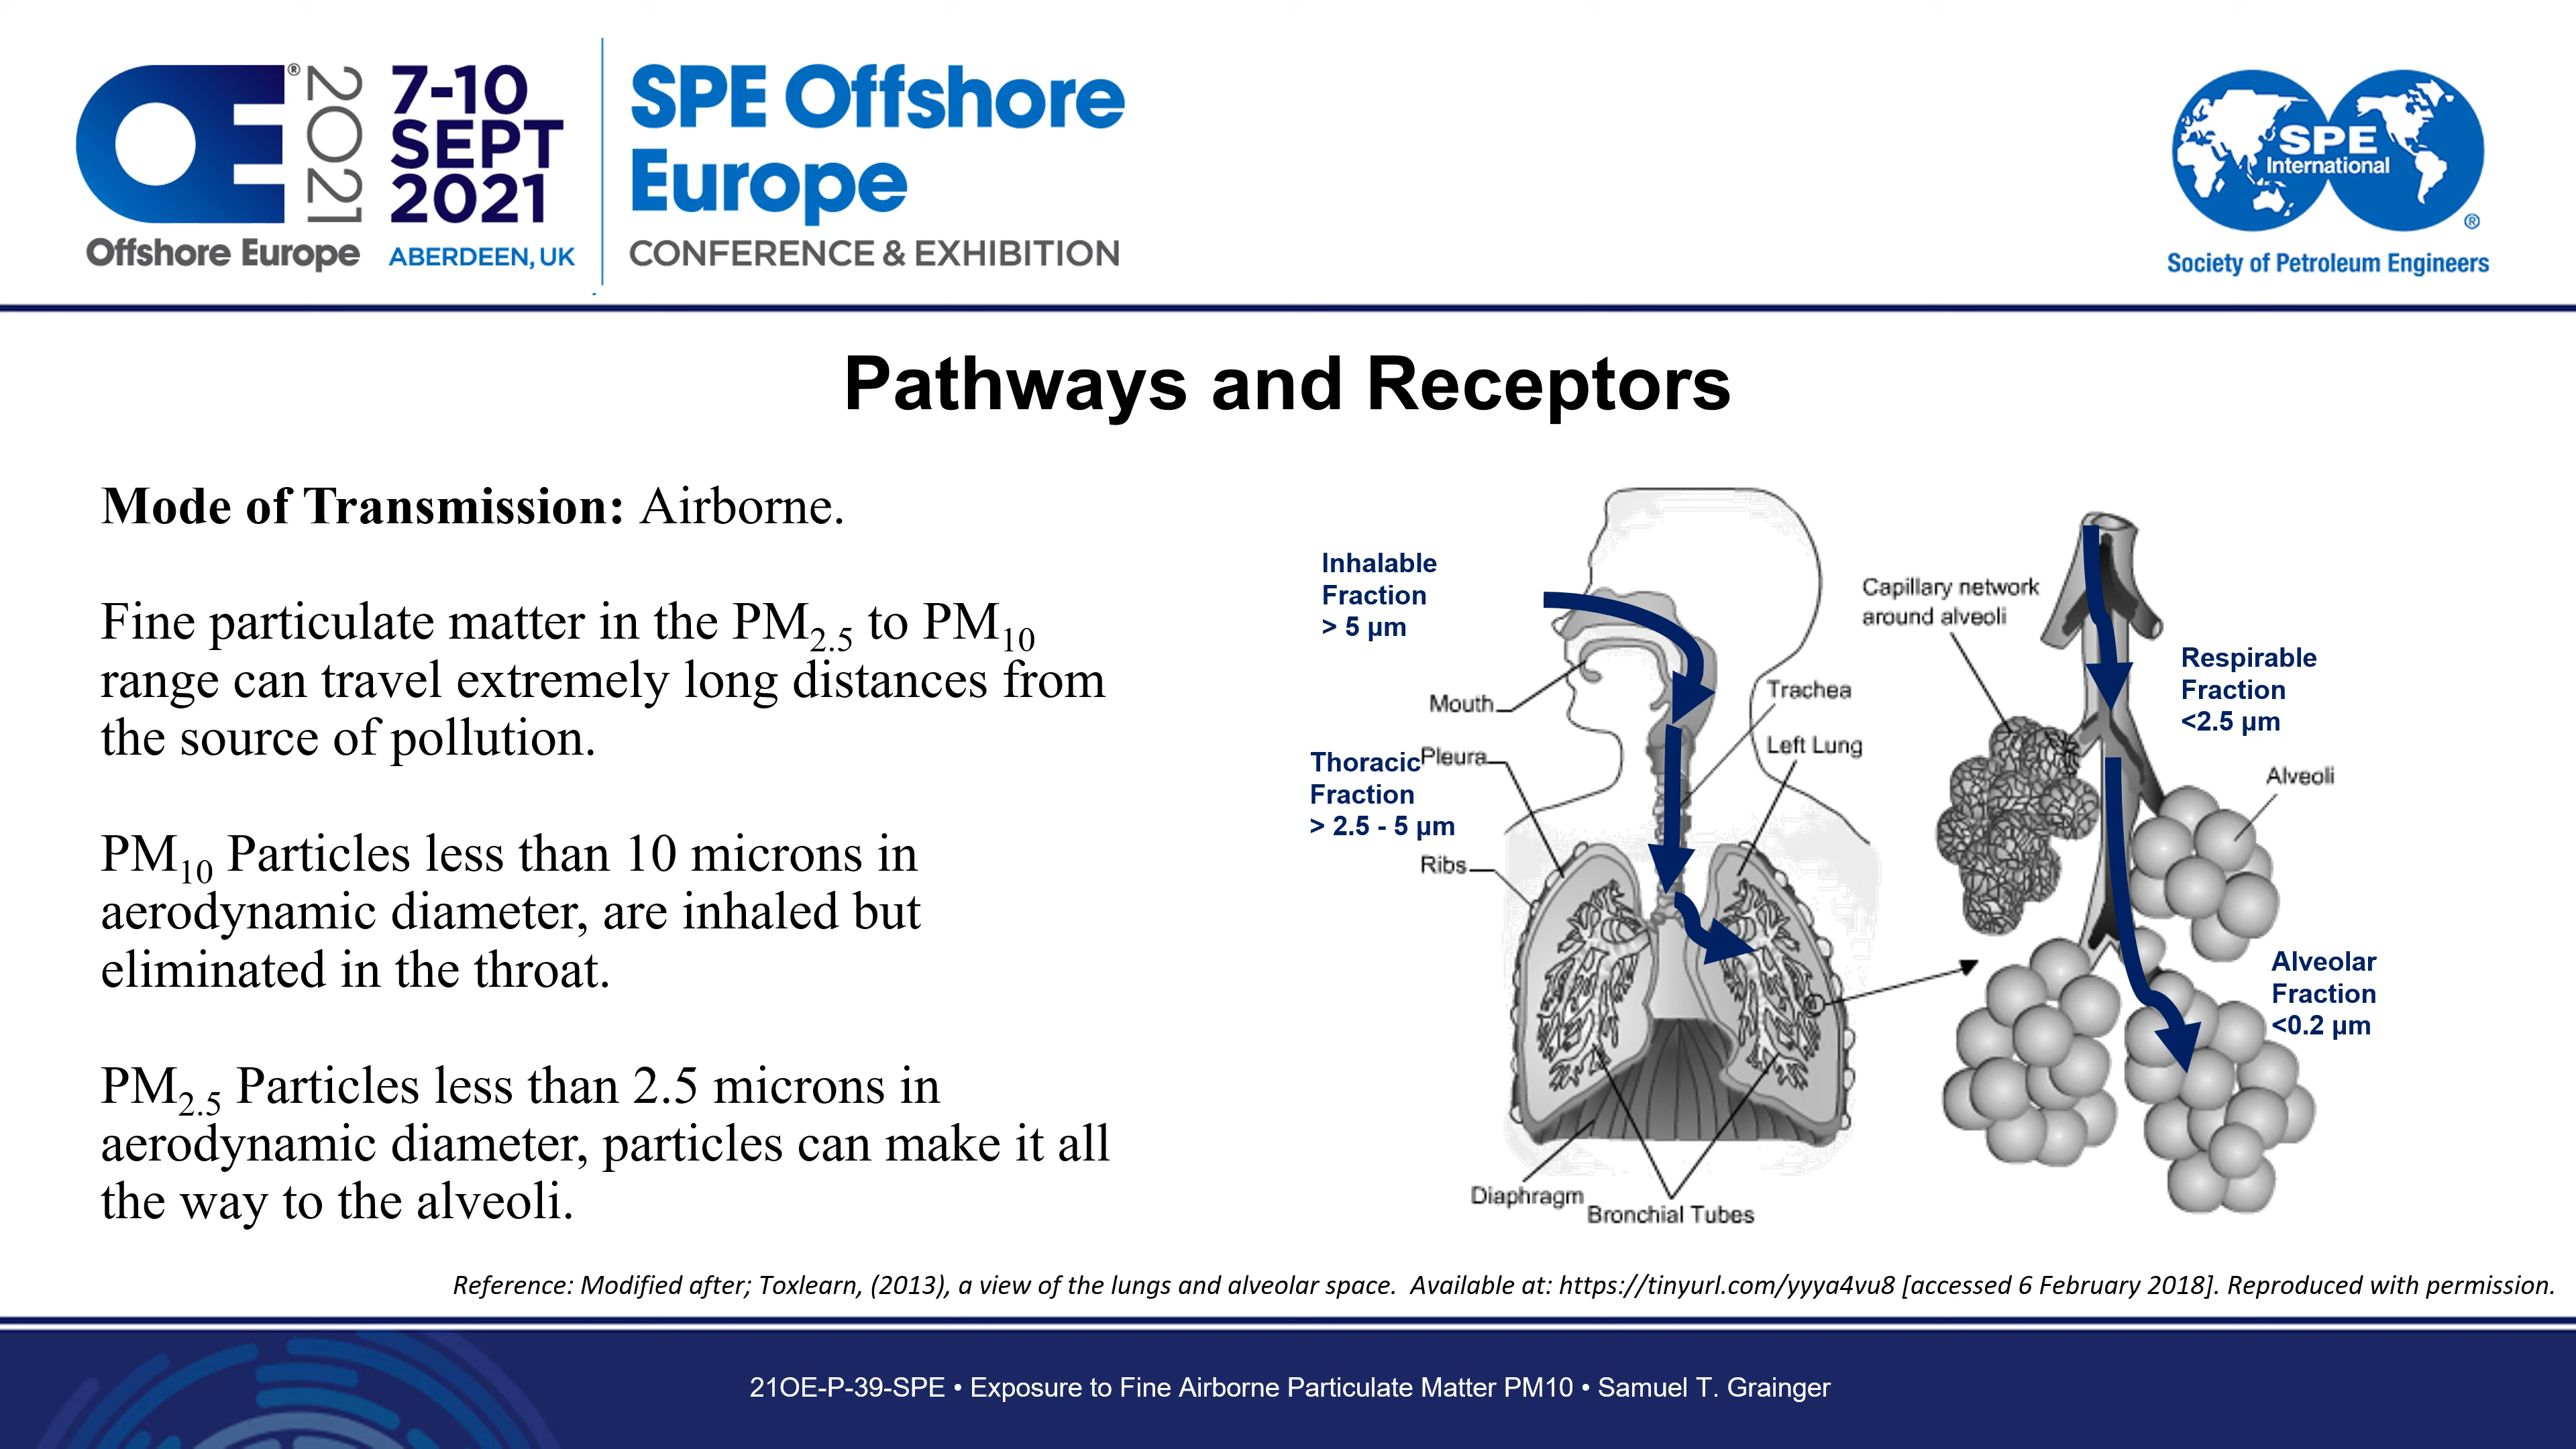 OE® 2021
Offshore Europe
7-10
SEPT
2021
ABERDEEN, UK
SPE Offshore
Europe
CONFERENCE & EXHIBITION
SPE
International
®
Society of Petroleum Engineers
Pathways and Receptors
Mode of Transmission: Airborne.
Fine particulate matter in the PM2.5 to PM10
range can travel extremely long distances from
the source of pollution.
PM10 Particles less than 10 microns in
aerodynamic diameter, are inhaled but
eliminated in the throat.
PM2.5 Particles less than 2.5 microns in
aerodynamic diameter, particles can make it all
the way to the alveoli.
Inhalable
Fraction
> 5 µm
Mouth
Thoracic
Fraction
> 2.5 - 5 µm
Pleura
Ribs
Trachea
Left Lung
Diaphragm
Bronchial Tubes
Capillary network
around alveoli
Respirable
Fraction
<2.5 µm
Alveoli
Alveolar
Fraction
<0.2 µm
Reference: Modified after; Toxlearn, (2013), a view of the lungs and alveolar space. Available at: https://tinyurl.com/yyya4vu8 [accessed 6 February 2018]. Reproduced with permission.
21OE-P-39-SPE • Exposure to Fine Airborne Particulate Matter PM10 • Samuel T. Grainger